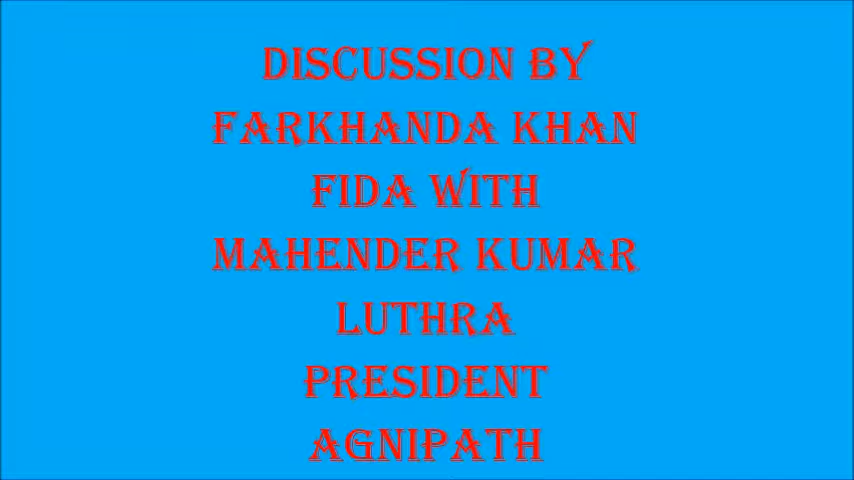 DISCUSSION BY
FARKHANDA KHAN
FIDA WITH
MAHENDER KUMAR
LUTHRA
PRESIDENT
AGNIPATH